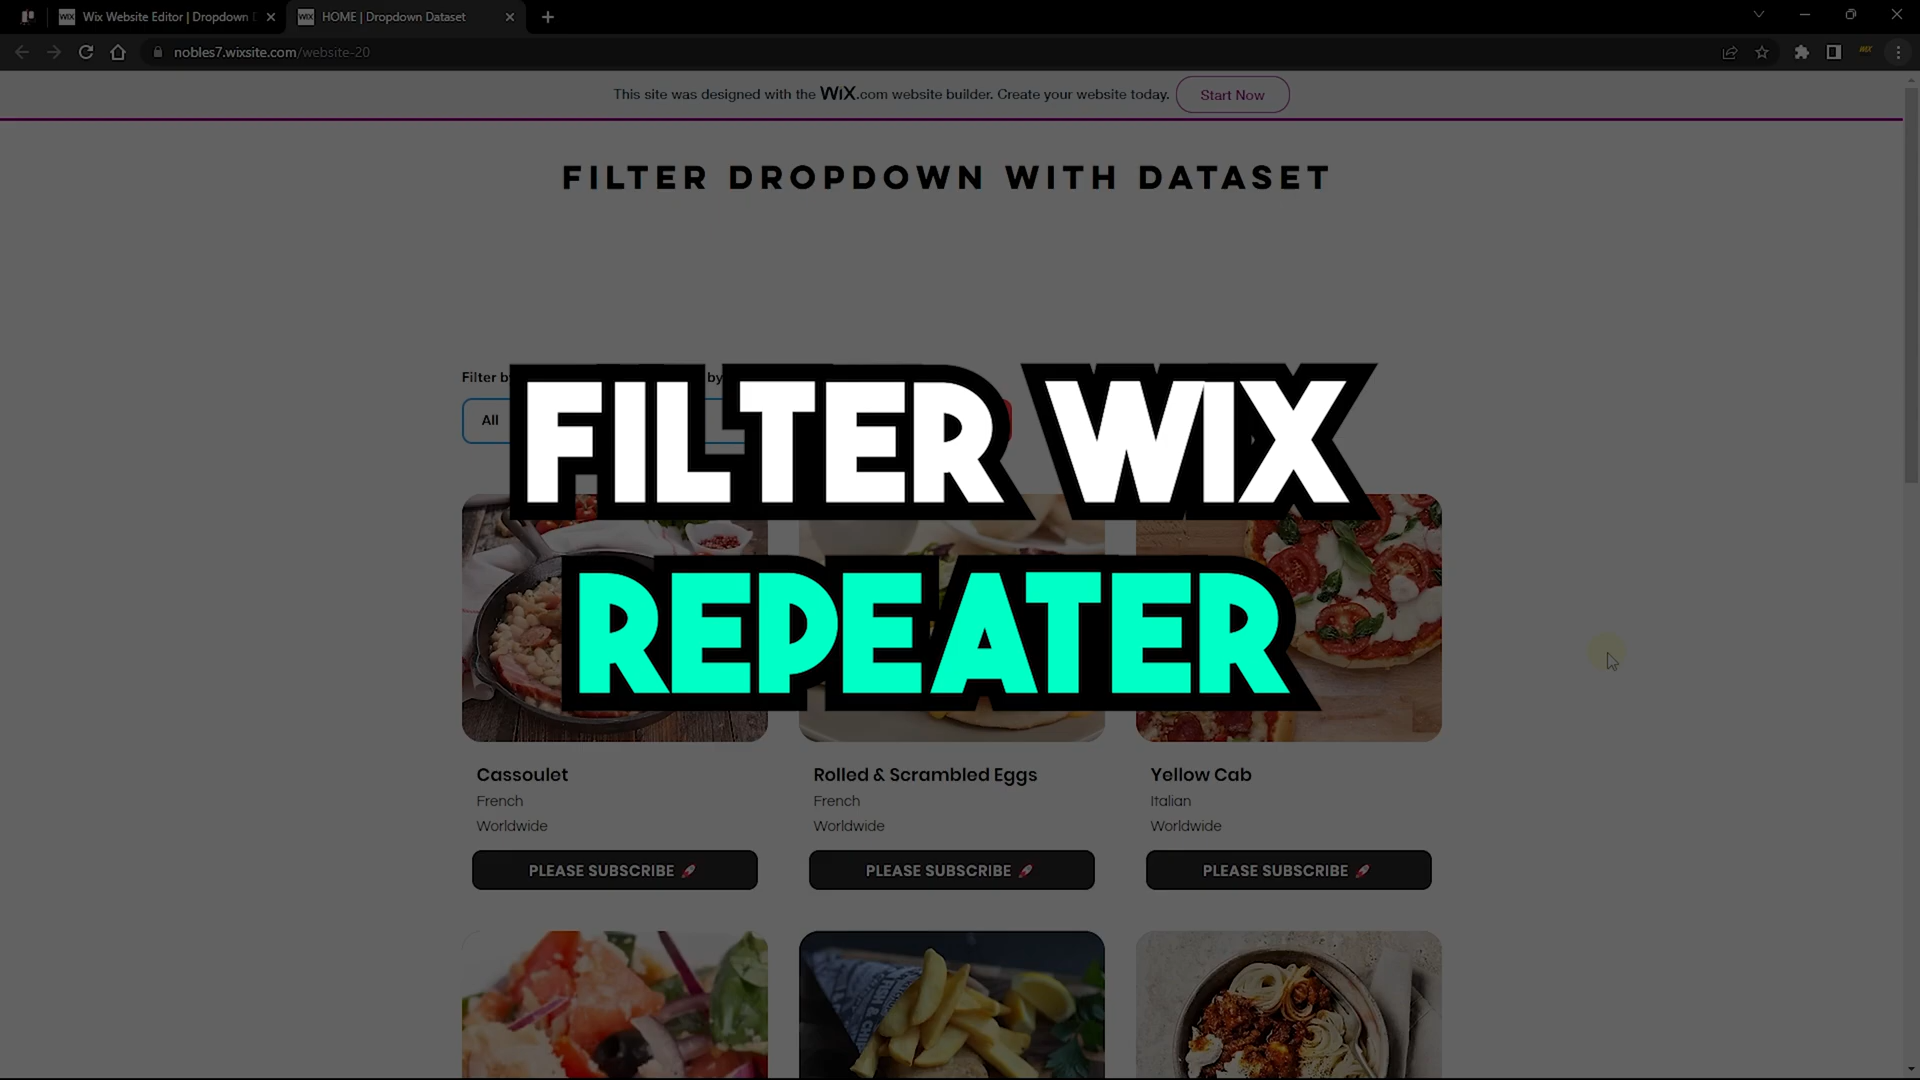 Wix Website Editor | Dropdown D
HOME | Dropdown Dataset
nobles7.wixsite.com/website-20
This site was designed with the WiX.com website builder. Create your website today.
Start Now
FILTER DROPDOWN WITH DATASET
Filter b
by
All
FILTER WIX
REPEATER
Cassoulet
French
Worldwide
PLEASE SUBSCRIBE 🚀
Rolled & Scrambled Eggs
French
Worldwide
PLEASE SUBSCRIBE 🚀
Yellow Cab
Italian
Worldwide
PLEASE SUBSCRIBE 🚀